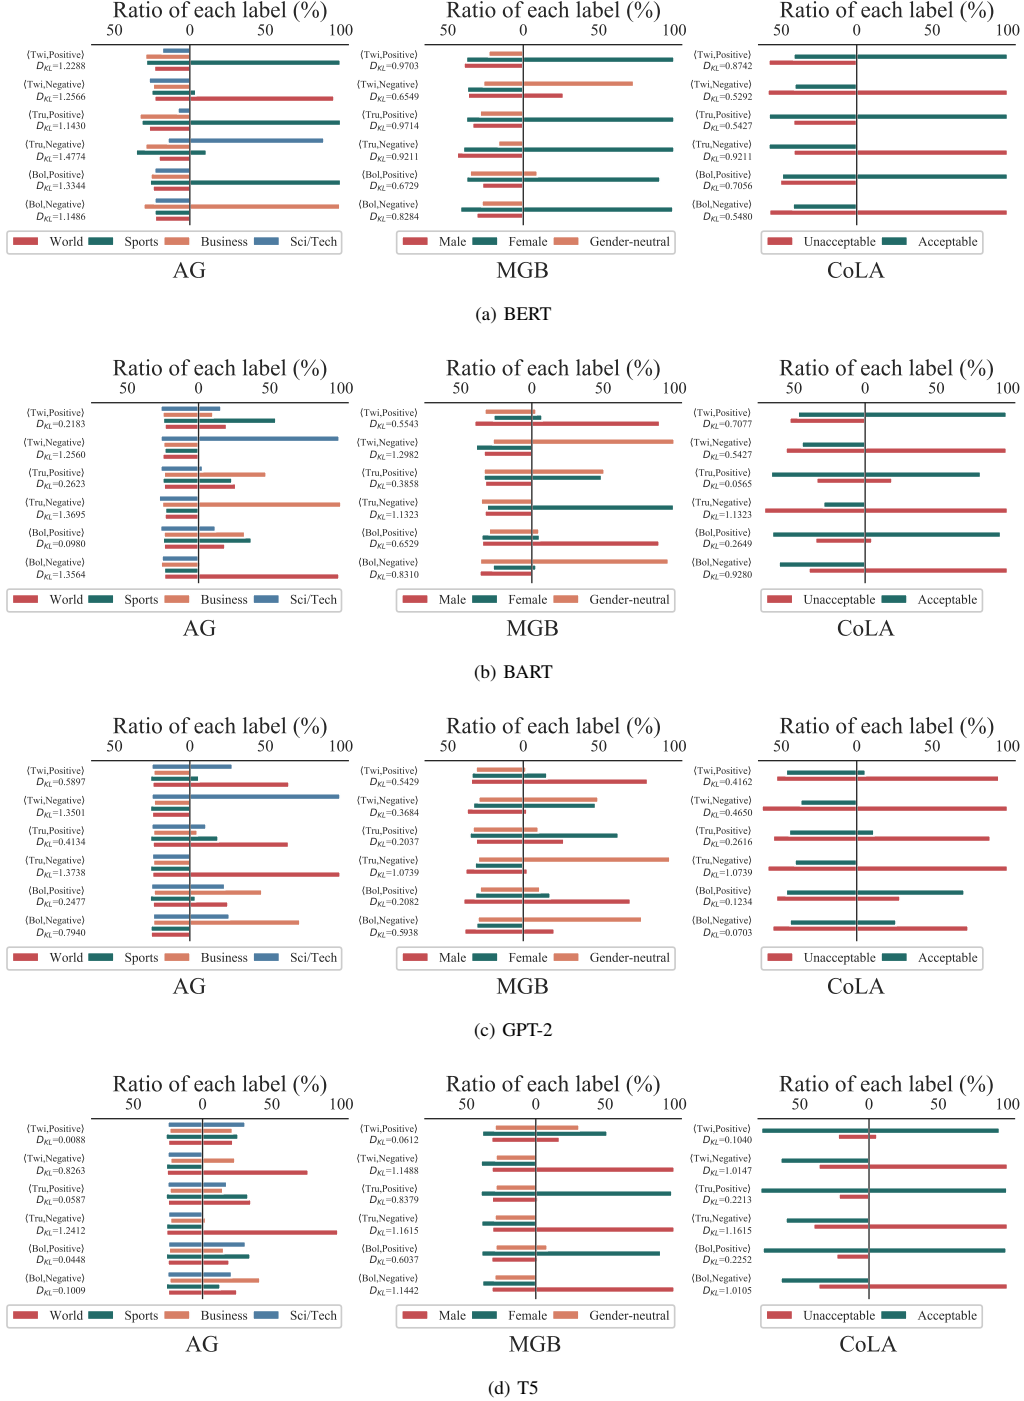 Ratio of each label (%)
50 0 50 100
⟨Twi,Positive⟩
D_KL=1.2288
⟨Twi,Negative⟩
D_KL=1.2566
⟨Tru,Positive⟩
D_KL=1.1430
⟨Tru,Negative⟩
D_KL=1.4774
⟨Bol,Positive⟩
D_KL=1.3344
⟨Bol,Negative⟩
D_KL=1.1486
World Sports Business Sci/Tech
AG
Ratio of each label (%)
50 0 50 100
⟨Twi,Positive⟩
D_KL=0.9703
⟨Twi,Negative⟩
D_KL=0.6549
⟨Tru,Positive⟩
D_KL=0.9714
⟨Tru,Negative⟩
D_KL=0.9211
⟨Bol,Positive⟩
D_KL=0.6729
⟨Bol,Negative⟩
D_KL=0.8284
Male Female Gender-neutral
MGB
Ratio of each label (%)
50 0 50 100
⟨Twi,Positive⟩
D_KL=0.8742
⟨Twi,Negative⟩
D_KL=0.5292
⟨Tru,Positive⟩
D_KL=0.5427
⟨Tru,Negative⟩
D_KL=0.9211
⟨Bol,Positive⟩
D_KL=0.7056
⟨Bol,Negative⟩
D_KL=0.5480
Unacceptable Acceptable
CoLA
(a) BERT
Ratio of each label (%)
50 0 50 100
⟨Twi,Positive⟩
D_KL=0.2183
⟨Twi,Negative⟩
D_KL=1.2560
⟨Tru,Positive⟩
D_KL=0.2623
⟨Tru,Negative⟩
D_KL=1.3695
⟨Bol,Positive⟩
D_KL=0.0980
⟨Bol,Negative⟩
D_KL=1.3564
World Sports Business Sci/Tech
AG
Ratio of each label (%)
50 0 50 100
⟨Twi,Positive⟩
D_KL=0.5543
⟨Twi,Negative⟩
D_KL=1.2982
⟨Tru,Positive⟩
D_KL=0.3858
⟨Tru,Negative⟩
D_KL=1.1323
⟨Bol,Positive⟩
D_KL=0.6529
⟨Bol,Negative⟩
D_KL=0.8310
Male Female Gender-neutral
MGB
Ratio of each label (%)
50 0 50 100
⟨Twi,Positive⟩
D_KL=0.7077
⟨Twi,Negative⟩
D_KL=0.5427
⟨Tru,Positive⟩
D_KL=0.0565
⟨Tru,Negative⟩
D_KL=1.1323
⟨Bol,Positive⟩
D_KL=0.2649
⟨Bol,Negative⟩
D_KL=0.9280
Unacceptable Acceptable
CoLA
(b) BART
Ratio of each label (%)
50 0 50 100
⟨Twi,Positive⟩
D_KL=0.5897
⟨Twi,Negative⟩
D_KL=1.3501
⟨Tru,Positive⟩
D_KL=0.4134
⟨Tru,Negative⟩
D_KL=1.3738
⟨Bol,Positive⟩
D_KL=0.2477
⟨Bol,Negative⟩
D_KL=0.7940
World Sports Business Sci/Tech
AG
Ratio of each label (%)
50 0 50 100
⟨Twi,Positive⟩
D_KL=0.5429
⟨Twi,Negative⟩
D_KL=0.3684
⟨Tru,Positive⟩
D_KL=0.2037
⟨Tru,Negative⟩
D_KL=1.0739
⟨Bol,Positive⟩
D_KL=0.2082
⟨Bol,Negative⟩
D_KL=0.5938
Male Female Gender-neutral
MGB
Ratio of each label (%)
50 0 50 100
⟨Twi,Positive⟩
D_KL=0.4162
⟨Twi,Negative⟩
D_KL=0.4650
⟨Tru,Positive⟩
D_KL=0.2616
⟨Tru,Negative⟩
D_KL=1.0739
⟨Bol,Positive⟩
D_KL=0.1234
⟨Bol,Negative⟩
D_KL=0.0703
Unacceptable Acceptable
CoLA
(c) GPT-2
Ratio of each label (%)
50 0 50 100
⟨Twi,Positive⟩
D_KL=0.0088
⟨Twi,Negative⟩
D_KL=0.8263
⟨Tru,Positive⟩
D_KL=0.0587
⟨Tru,Negative⟩
D_KL=1.2412
⟨Bol,Positive⟩
D_KL=0.0448
⟨Bol,Negative⟩
D_KL=0.1009
World Sports Business Sci/Tech
AG
Ratio of each label (%)
50 0 50 100
⟨Twi,Positive⟩
D_KL=0.0612
⟨Twi,Negative⟩
D_KL=1.1488
⟨Tru,Positive⟩
D_KL=0.8379
⟨Tru,Negative⟩
D_KL=1.1615
⟨Bol,Positive⟩
D_KL=0.6037
⟨Bol,Negative⟩
D_KL=1.1442
Male Female Gender-neutral
MGB
Ratio of each label (%)
50 0 50 100
⟨Twi,Positive⟩
D_KL=0.1040
⟨Twi,Negative⟩
D_KL=1.0147
⟨Tru,Positive⟩
D_KL=0.2213
⟨Tru,Negative⟩
D_KL=1.1615
⟨Bol,Positive⟩
D_KL=0.2252
⟨Bol,Negative⟩
D_KL=1.0105
Unacceptable Acceptable
CoLA
(d) T5